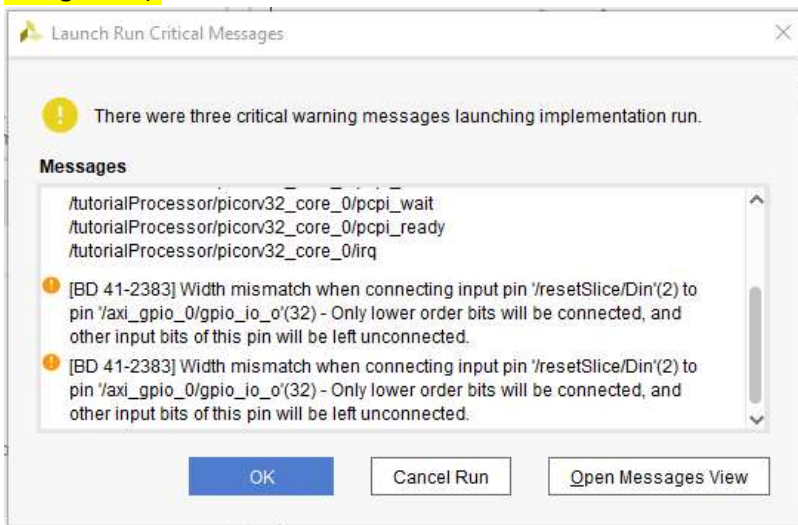 Launch Run Critical Messages
There were three critical warning messages launching implementation run.
Messages
/tutorialProcessor/picorv32_core_0/pcpi_wait
/tutorialProcessor/picorv32_core_0/pcpi_ready
/tutorialProcessor/picorv32_core_0/irq
[BD 41-2383] Width mismatch when connecting input pin '/resetSlice/Din'(2) to
pin '/axi_gpio_0/gpio_io_o'(32) - Only lower order bits will be connected, and
other input bits of this pin will be left unconnected.
[BD 41-2383] Width mismatch when connecting input pin '/resetSlice/Din'(2) to
pin '/axi_gpio_0/gpio_io_o'(32) - Only lower order bits will be connected, and
other input bits of this pin will be left unconnected.
OK
Cancel Run
Open Messages View